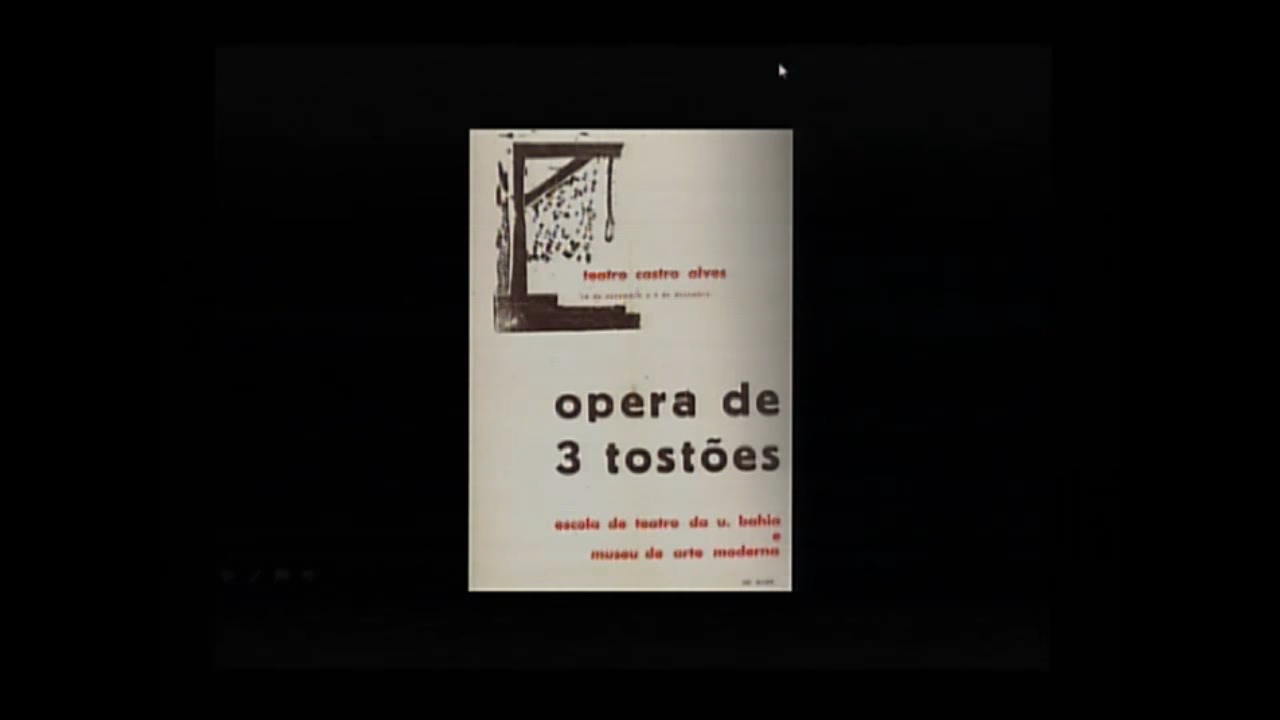 teatro castro alves
opera de
3 tostões
escola de teatro da u. bahia
e
museu de arte moderna